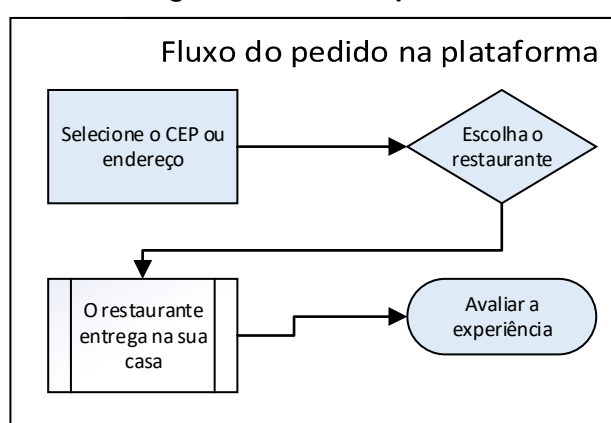 Fluxo do pedido na plataforma
Selecione o CEP ou
endereço
Escolha o
restaurante
O restaurante
entrega na sua
casa
Avaliar a
experiência